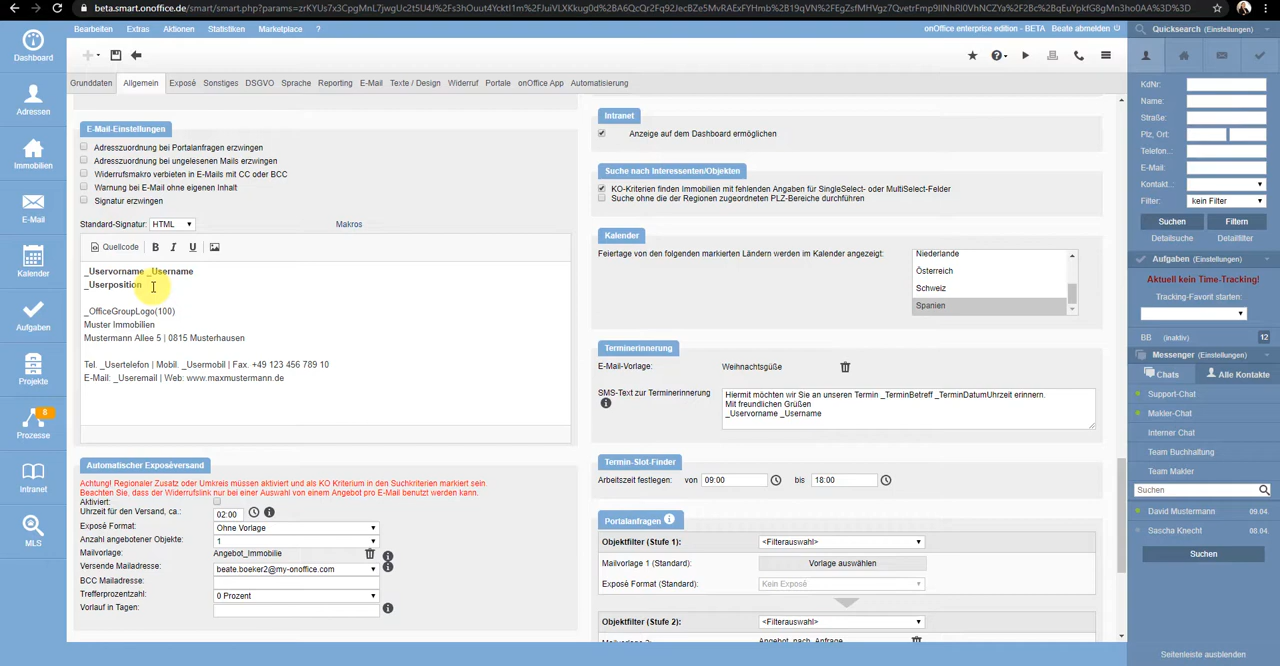 beta.smart.onoffice.de/smart/smart.php?params=
Bearbeiten Extras Aktionen Statistiken Marketplace ?
onOffice enterprise edition - BETA Beate abmelden
Dashboard
Adressen
Immobilien
E-Mail
Kalender
Aufgaben
Projekte
8
Prozesse
Intranet
MLS
Grunddaten Allgemein Exposé Sonstiges DSGVO Sprache Reporting E-Mail Texte / Design Widerruf Portale onOffice App Automatisierung
E-Mail-Einstellungen
Adresszuordnung bei Portalanfragen erzwingen
Adresszuordnung bei ungelesenen Mails erzwingen
Widerrufsmakro verbieten in E-Mails mit CC oder BCC
Warnung bei E-Mail ohne eigenen Inhalt
Signatur erzwingen
Standard-Signatur: HTML Makros
Quellcode B I U
_Uservorname _Username
_Userposition
_OfficeGroupLogo(100)
Muster Immobilien
Mustermann Allee 5 | 0815 Musterhausen
Tel. _Usertelefon | Mobil. _Usermobil | Fax. +49 123 456 789 10
E-Mail: _Useremail | Web: www.maxmustermann.de
Automatischer Exposéversand
Achtung! Regionaler Zusatz oder Umkreis müssen aktiviert und als KO Kriterium in den Suchkriterien markiert sein
Beachten Sie, dass der Widerrufslink nur bei einer Auswahl von einem Angebot pro E-Mail benutzt werden kann.
Aktiviert:
Uhrzeit für den Versand, ca.: 02:00
Exposé Format: Ohne Vorlage
Anzahl angebotener Objekte: 1
Mailvorlage: Angebot_Immobilie
Versende Mailadresse: beate.boeker2@my-onoffice.com
BCC Mailadresse:
Trefferprozentzahl: 0 Prozent
Vorlauf in Tagen:
Intranet
Anzeige auf dem Dashboard ermöglichen
Suche nach Interessenten/Objekten
KO-Kriterien finden Immobilien mit fehlenden Angaben für SingleSelect- oder MultiSelect-Felder
Suche ohne die der Regionen zugeordneten PLZ-Bereiche durchführen
Kalender
Feiertage von den folgenden markierten Ländern werden im Kalender angezeigt:
Niederlande
Österreich
Schweiz
Spanien
Terminerinnerung
E-Mail-Vorlage: Weihnachtsgüße
SMS-Text zur Terminerinnerung
Hiermit möchten wir Sie an unseren Termin _TerminBetreff _TerminDatumUhrzeit erinnern.
Mit freundlichen Grüßen
_Uservorname _Username
Termin-Slot-Finder
Arbeitszeit festlegen: von 09:00 bis 18:00
Portalanfragen
Objektfilter (Stufe 1): <Filterauswahl>
Mailvorlage 1 (Standard): Vorlage auswählen
Exposé Format (Standard): Kein Exposé
Objektfilter (Stufe 2): <Filterauswahl>
Mailvorlage 2: Angebot_nach_Anfrage
Quicksearch (Einstellungen)
KdNr:
Name:
Straße:
Plz, Ort:
Telefon..:
E-Mail:
Kontakt..:
Filter: kein Filter
Suchen Filtern
Detailsuche Detailfilter
Aufgaben (Einstellungen)
Aktuell kein Time-Tracking!
Tracking-Favorit starten:
BB (inaktiv) 12
Messenger (Einstellungen)
Chats Alle Kontakte
Support-Chat
Makler-Chat
Interner Chat
Team Buchhaltung
Team Makler
Suchen
David Mustermann 09.04.
Sascha Knecht 08.04.
Suchen
Seitenleiste ausblenden